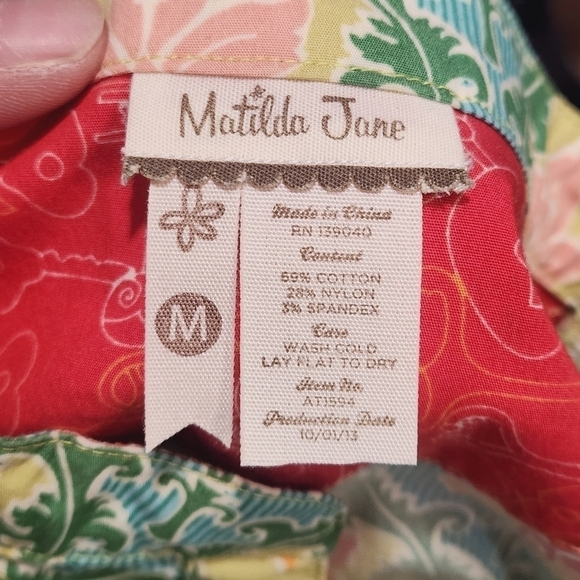 Matilda Jane
M
Made in China
RN 139040
Content
69% COTTON
28% NYLON
3% SPANDEX
Care
WASH COLD
LAY FLAT TO DRY
Item No.
AT1554
Production Date
10/01/13